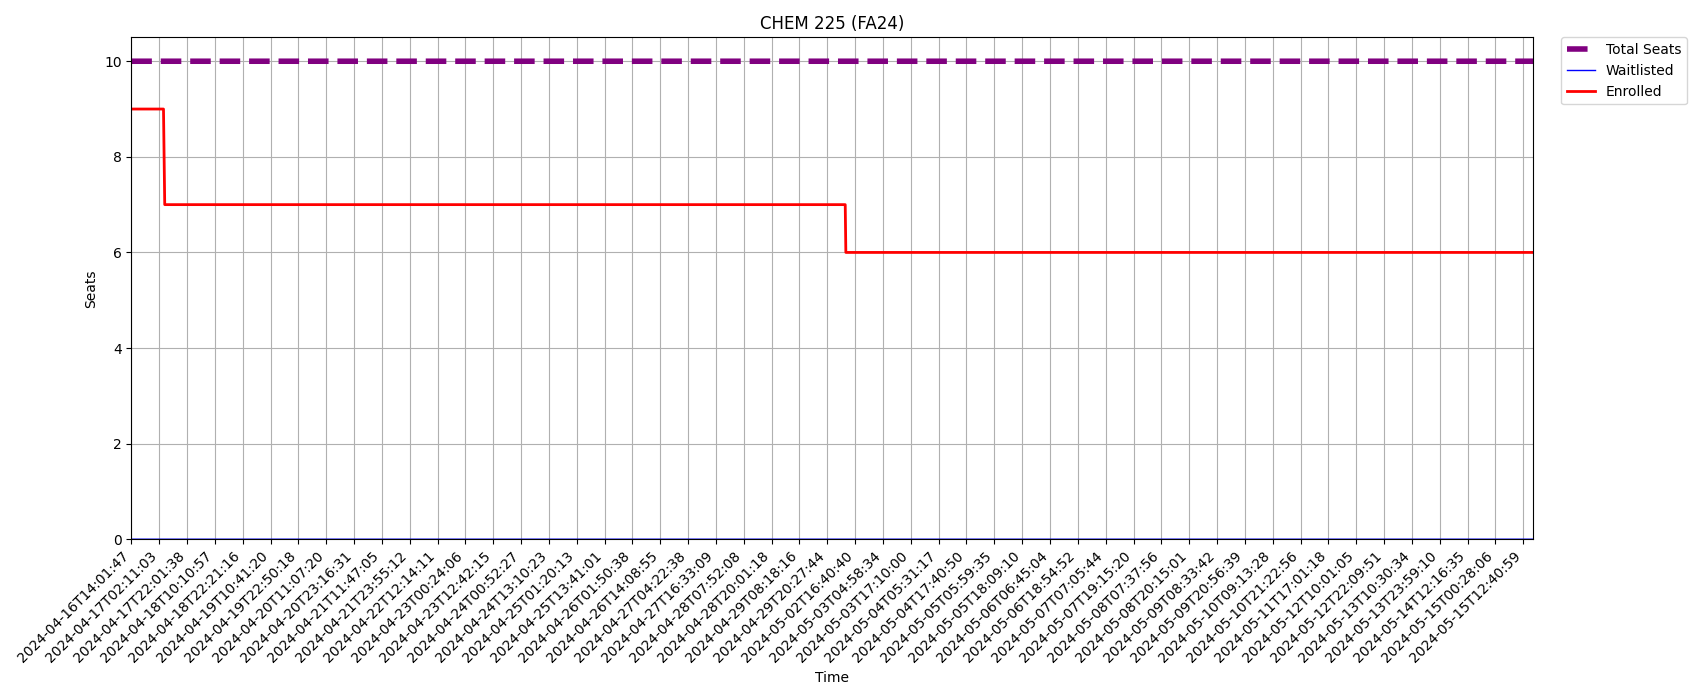 CHEM 225 (FA24)
Total Seats
Waitlisted
Enrolled
10
8
6
4
2
0
Seats
2024-04-16T14:01:47
2024-04-17T02:11:03
2024-04-17T22:01:38
2024-04-18T10:10:57
2024-04-18T22:21:16
2024-04-19T10:41:20
2024-04-19T22:50:18
2024-04-20T11:07:20
2024-04-20T23:16:31
2024-04-21T11:47:05
2024-04-21T23:55:12
2024-04-22T12:14:11
2024-04-23T00:24:06
2024-04-23T12:42:15
2024-04-24T00:52:27
2024-04-24T13:10:23
2024-04-25T01:20:13
2024-04-25T13:41:01
2024-04-26T01:50:38
2024-04-26T14:08:55
2024-04-27T04:22:38
2024-04-27T16:33:09
2024-04-28T07:52:08
2024-04-28T20:01:18
2024-04-29T08:18:16
2024-04-29T20:27:44
2024-05-02T16:40:40
2024-05-03T04:58:34
2024-05-03T17:10:00
2024-05-04T05:31:17
2024-05-04T17:40:50
2024-05-05T05:59:35
2024-05-05T18:09:10
2024-05-06T06:45:04
2024-05-06T18:54:52
2024-05-07T07:05:44
2024-05-07T19:15:20
2024-05-08T07:37:56
2024-05-08T20:15:01
2024-05-09T08:33:42
2024-05-09T20:56:39
2024-05-10T09:13:28
2024-05-10T21:22:56
2024-05-11T17:01:18
2024-05-12T10:01:05
2024-05-12T22:09:51
2024-05-13T10:30:34
2024-05-13T23:59:10
2024-05-14T12:16:35
2024-05-15T00:28:06
2024-05-15T12:40:59
Time